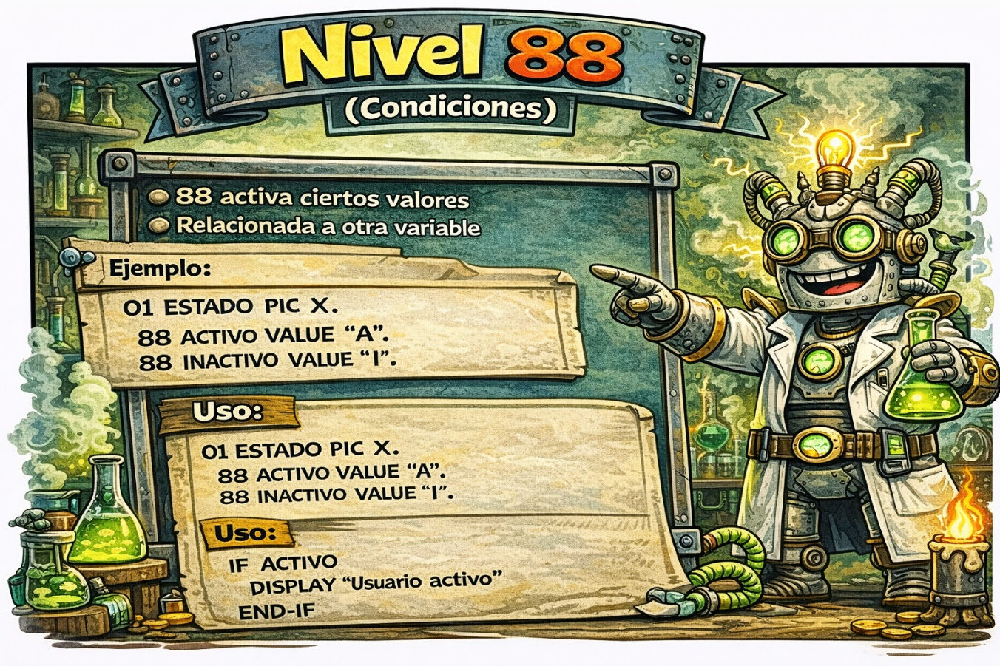 Nivel 88
(Condiciones)
88 activa ciertos valores
Relacionada a otra variable
Ejemplo:
01 ESTADO PIC X.
88 ACTIVO VALUE “A”.
88 INACTIVO VALUE “I”.
Uso:
01 ESTADO PIC X.
88 ACTIVO VALUE “A”.
88 INACTIVO VALUE “I”.
Uso:
IF ACTIVO
DISPLAY “Usuario activo”
END-IF